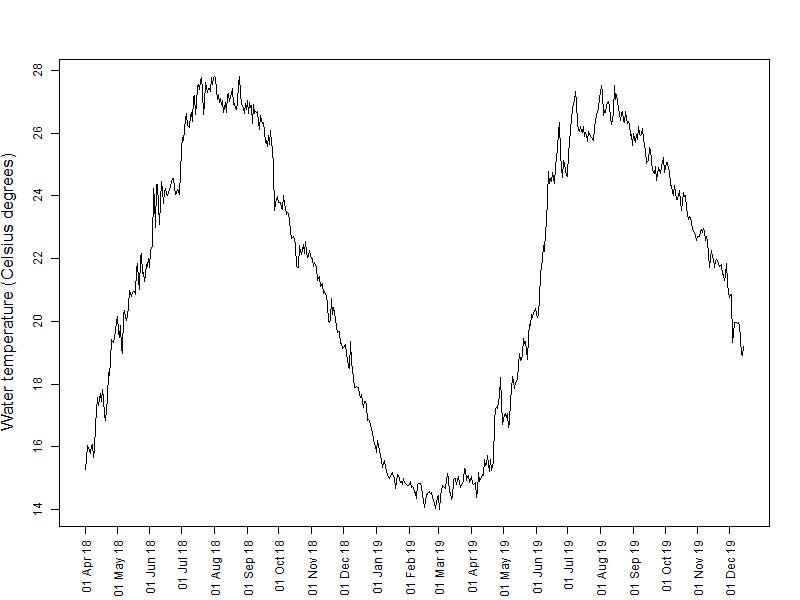 Water temperature (Celsius degrees)
28
26
24
22
20
18
16
14
01 Apr 18
01 May 18
01 Jun 18
01 Jul 18
01 Aug 18
01 Sep 18
01 Oct 18
01 Nov 18
01 Dec 18
01 Jan 19
01 Feb 19
01 Mar 19
01 Apr 19
01 May 19
01 Jun 19
01 Jul 19
01 Aug 19
01 Sep 19
01 Oct 19
01 Nov 19
01 Dec 19